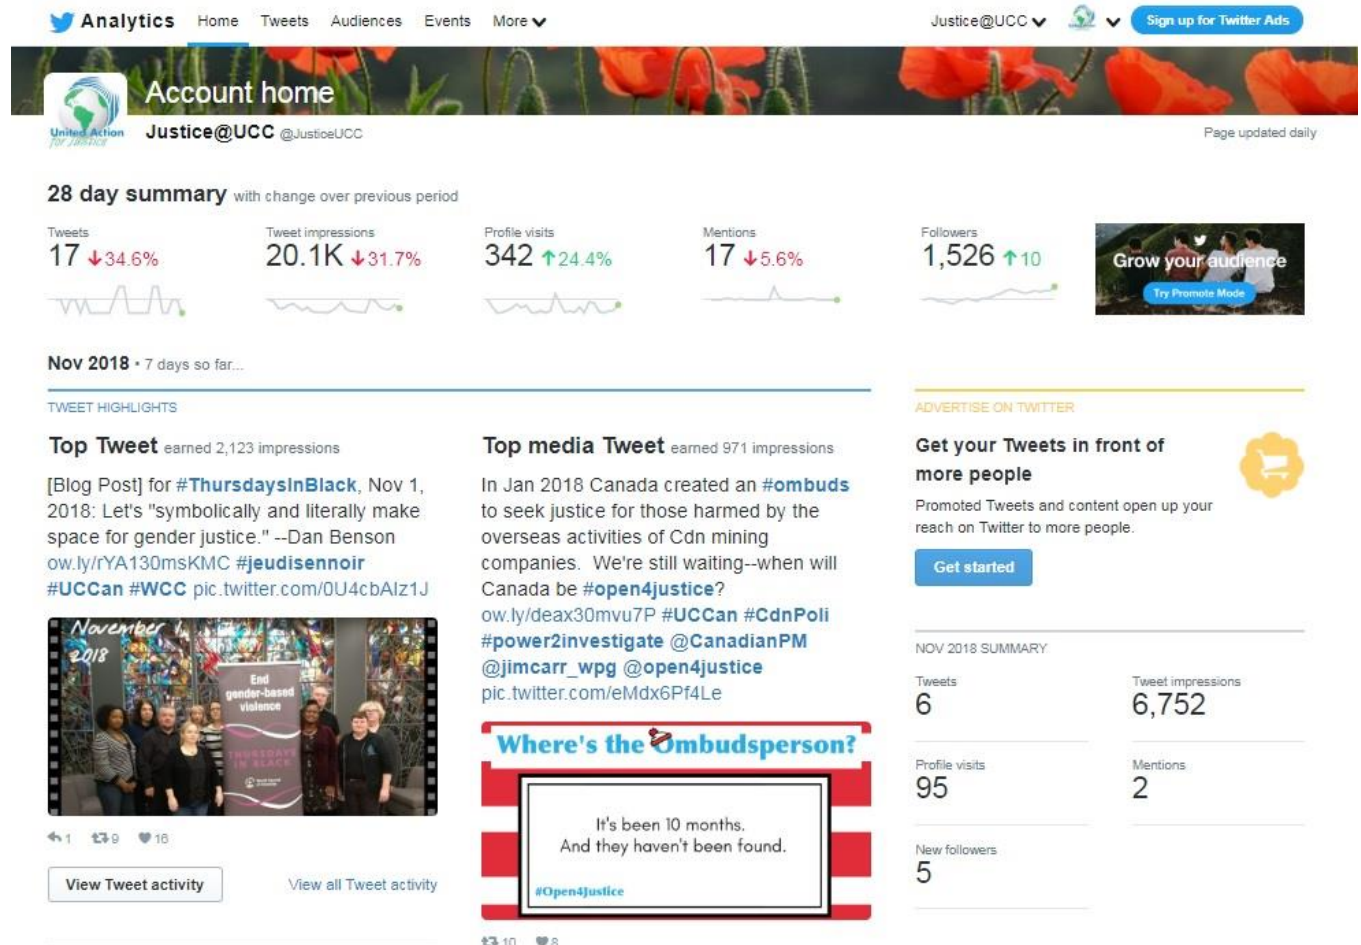 Analytics Home Tweets Audiences Events More
Justice@UCC
Sign up for Twitter Ads
Account home
United Action
for Justice
Justice@UCC @JusticeUCC
Page updated daily
28 day summary with change over previous period
Tweets
17 ↓34.6%
Tweet impressions
20.1K ↓31.7%
Profile visits
342 ↑24.4%
Mentions
17 ↓5.6%
Followers
1,526 ↑10
Grow your audience
Try Promote Mode
Nov 2018 • 7 days so far...
TWEET HIGHLIGHTS
Top Tweet earned 2,123 impressions
[Blog Post] for #ThursdaysInBlack, Nov 1,
2018: Let's "symbolically and literally make
space for gender justice." --Dan Benson
ow.ly/rYA130msKMC #jeudisennoir
#UCCan #WCC pic.twitter.com/0U4cbAIz1J
November 1,
2018
End
gender-based
violence
THURSDAYS
IN BLACK
1 9 16
View Tweet activity
View all Tweet activity
Top media Tweet earned 971 impressions
In Jan 2018 Canada created an #ombuds
to seek justice for those harmed by the
overseas activities of Cdn mining
companies. We're still waiting--when will
Canada be #open4justice?
ow.ly/deax30mvu7P #UCCan #CdnPoli
#power2investigate @CanadianPM
@jimcarr_wpg @open4justice
pic.twitter.com/eMdx6Pf4Le
Where's the Ombudsperson?
It's been 10 months.
And they haven't been found.
#Open4Justice
10 8
ADVERTISE ON TWITTER
Get your Tweets in front of
more people
Promoted Tweets and content open up your
reach on Twitter to more people.
Get started
NOV 2018 SUMMARY
Tweets
6
Tweet impressions
6,752
Profile visits
95
Mentions
2
New followers
5